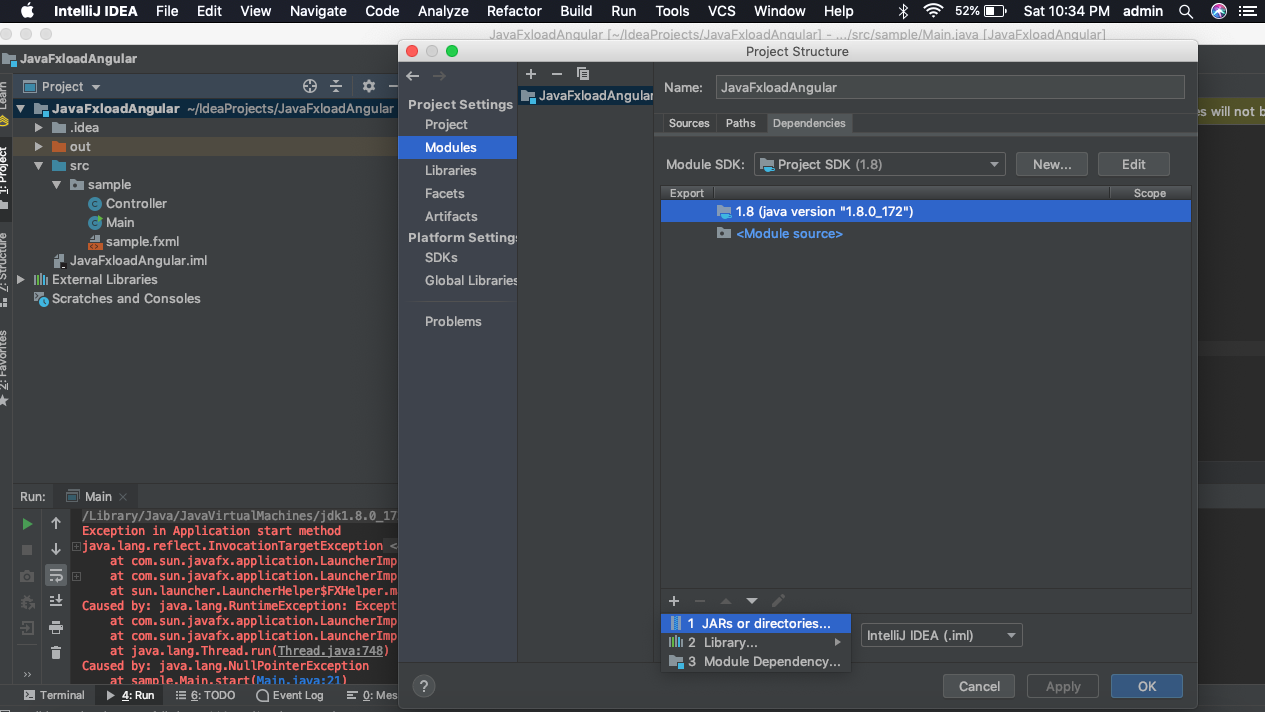 IntelliJ IDEA File Edit View Navigate Code Analyze Refactor Build Run Tools VCS Window Help 52% Sat 10:34 PM admin
JavaFxloadAngular [~/IdeaProjects/JavaFxloadAngular] - .../src/sample/Main.java [JavaFxloadAngular]
JavaFxloadAngular
Project
JavaFxloadAngular ~/IdeaProjects/JavaFxloadAngular
.idea
out
src
sample
Controller
Main
sample.fxml
JavaFxloadAngular.iml
External Libraries
Scratches and Consoles
Learn
1: Project
7: Structure
2: Favorites
Project Structure
Project Settings
Project
Modules
Libraries
Facets
Artifacts
Platform Settings
SDKs
Global Libraries
Problems
JavaFxloadAngular
Name: JavaFxloadAngular
Sources Paths Dependencies
Module SDK: Project SDK (1.8) New... Edit
Export Scope
1.8 (java version "1.8.0_172")
<Module source>
1 JARs or directories...
2 Library...
3 Module Dependency...
IntelliJ IDEA (.iml)
? Cancel Apply OK
s will not b
Run: Main
/Library/Java/JavaVirtualMachines/jdk1.8.0_17
Exception in Application start method
java.lang.reflect.InvocationTargetException <
at com.sun.javafx.application.LauncherImp
at com.sun.javafx.application.LauncherImp
at sun.launcher.LauncherHelper$FXHelper.m
Caused by: java.lang.RuntimeException: Except
at com.sun.javafx.application.LauncherImp
at com.sun.javafx.application.LauncherImp
at java.lang.Thread.run(Thread.java:748)
Caused by: java.lang.NullPointerException
at sample.Main.start(Main.java:21)
Terminal 4: Run 6: TODO Event Log 0: Mes